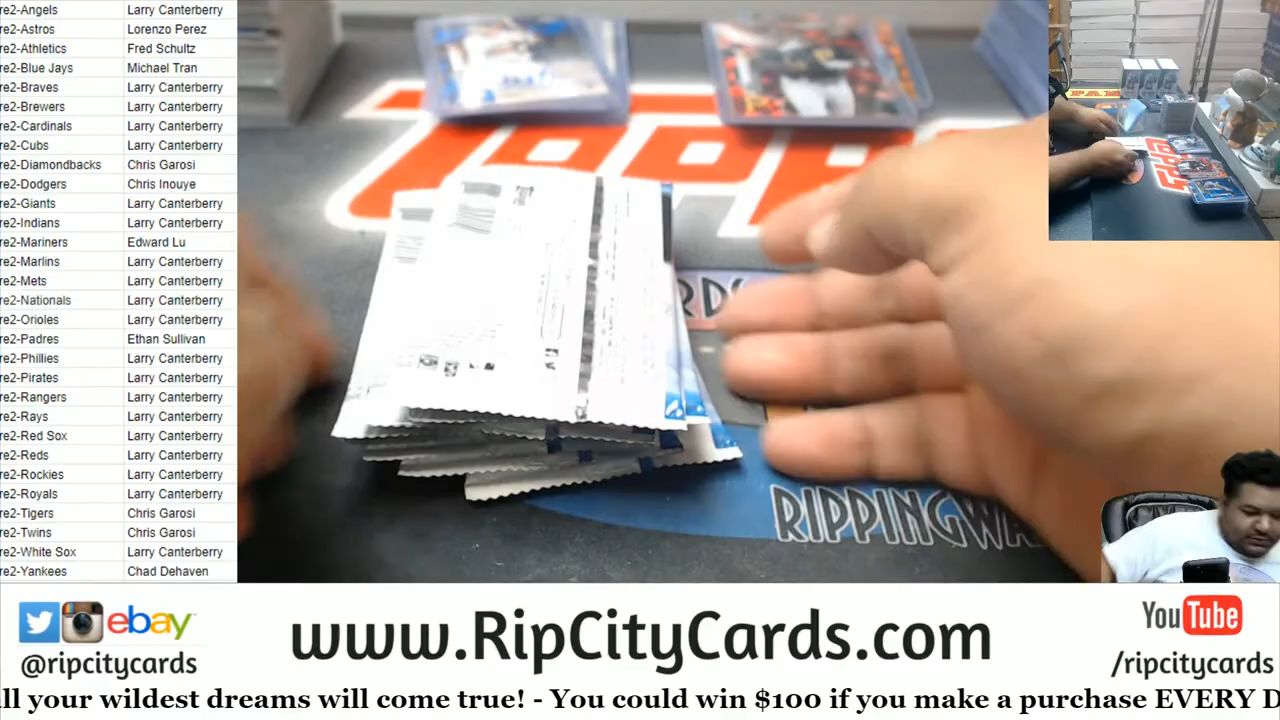 re2-Angels Larry Canterberry
re2-Astros Lorenzo Perez
re2-Athletics Fred Schultz
re2-Blue Jays Michael Tran
re2-Braves Larry Canterberry
re2-Brewers Larry Canterberry
re2-Cardinals Larry Canterberry
re2-Cubs Larry Canterberry
re2-Diamondbacks Chris Garosi
re2-Dodgers Chris Inouye
re2-Giants Larry Canterberry
re2-Indians Larry Canterberry
re2-Mariners Edward Lu
re2-Marlins Larry Canterberry
re2-Mets Larry Canterberry
re2-Nationals Larry Canterberry
re2-Orioles Larry Canterberry
re2-Padres Ethan Sullivan
re2-Phillies Larry Canterberry
re2-Pirates Larry Canterberry
re2-Rangers Larry Canterberry
re2-Rays Larry Canterberry
re2-Red Sox Larry Canterberry
re2-Reds Larry Canterberry
re2-Rockies Larry Canterberry
re2-Royals Larry Canterberry
re2-Tigers Chris Garosi
re2-Twins Chris Garosi
re2-White Sox Larry Canterberry
re2-Yankees Chad Dehaven
topps
RDS
RIPPINGWA
topps
ebay
@ripcitycards
www.RipCityCards.com
YouTube
/ripcitycards
ll your wildest dreams will come true! - You could win $100 if you make a purchase EVERY D